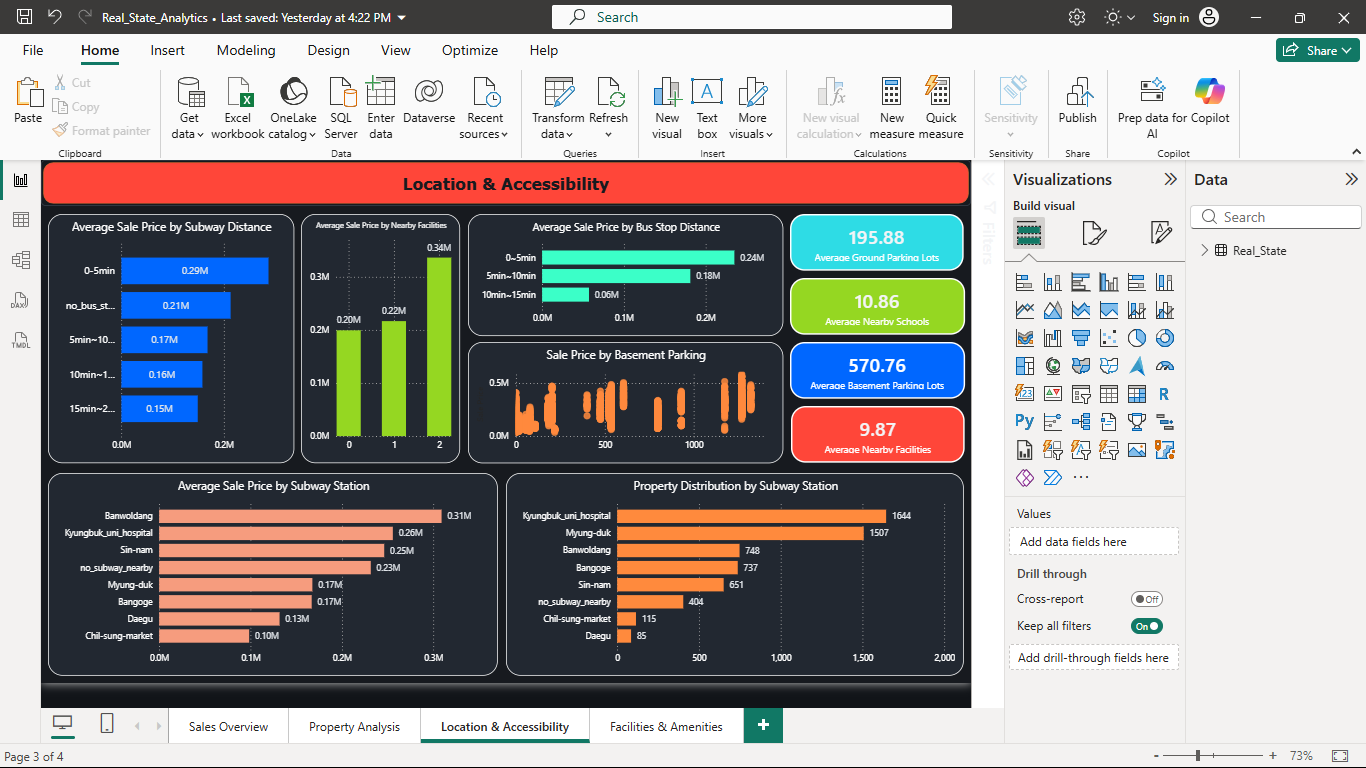 Real_State_Analytics • Last saved: Yesterday at 4:22 PM
Search
Sign in
File Home Insert Modeling Design View Optimize Help
Share
Paste
Cut
Copy
Format painter
Clipboard
Get data
Excel workbook
OneLake catalog
SQL Server
Enter data
Dataverse
Recent sources
Data
Transform data
Refresh
Queries
New visual
Text box
More visuals
Insert
New visual calculation
New measure
Quick measure
Calculations
Sensitivity
Sensitivity
Publish
Share
Prep data for AI
Copilot
Copilot
Location & Accessibility
Average Sale Price by Subway Distance
0-5min 0.29M
no_bus_st... 0.21M
5min~10... 0.17M
10min~1... 0.16M
15min~2... 0.15M
0.0M 0.2M
Average Sale Price by Nearby Facilities
0.3M
0.2M
0.1M
0.0M
0.20M 0.22M 0.34M
0 1 2
Average Sale Price by Bus Stop Distance
0~5min 0.24M
5min~10min 0.18M
10min~15min 0.06M
0.0M 0.1M 0.2M
Sale Price by Basement Parking
0.5M
0.0M
0 500 1000
195.88
Average Ground Parking Lots
10.86
Average Nearby Schools
570.76
Average Basement Parking Lots
9.87
Average Nearby Facilities
Average Sale Price by Subway Station
Banwoldang 0.31M
Kyungbuk_uni_hospital 0.26M
Sin-nam 0.25M
no_subway_nearby 0.23M
Myung-duk 0.17M
Bangoge 0.17M
Daegu 0.13M
Chil-sung-market 0.10M
0.0M 0.1M 0.2M 0.3M
Property Distribution by Subway Station
Kyungbuk_uni_hospital 1644
Myung-duk 1507
Banwoldang 748
Bangoge 737
Sin-nam 651
no_subway_nearby 404
Chil-sung-market 115
Daegu 85
0 500 1,000 1,500 2,000
Filters
Visualizations
Build visual
123
R
Py
Values
Add data fields here
Drill through
Cross-report Off
Keep all filters On
Add drill-through fields here
Data
Search
Real_State
DAX
TMDL
Sales Overview Property Analysis Location & Accessibility Facilities & Amenities +
Page 3 of 4
- + 73%